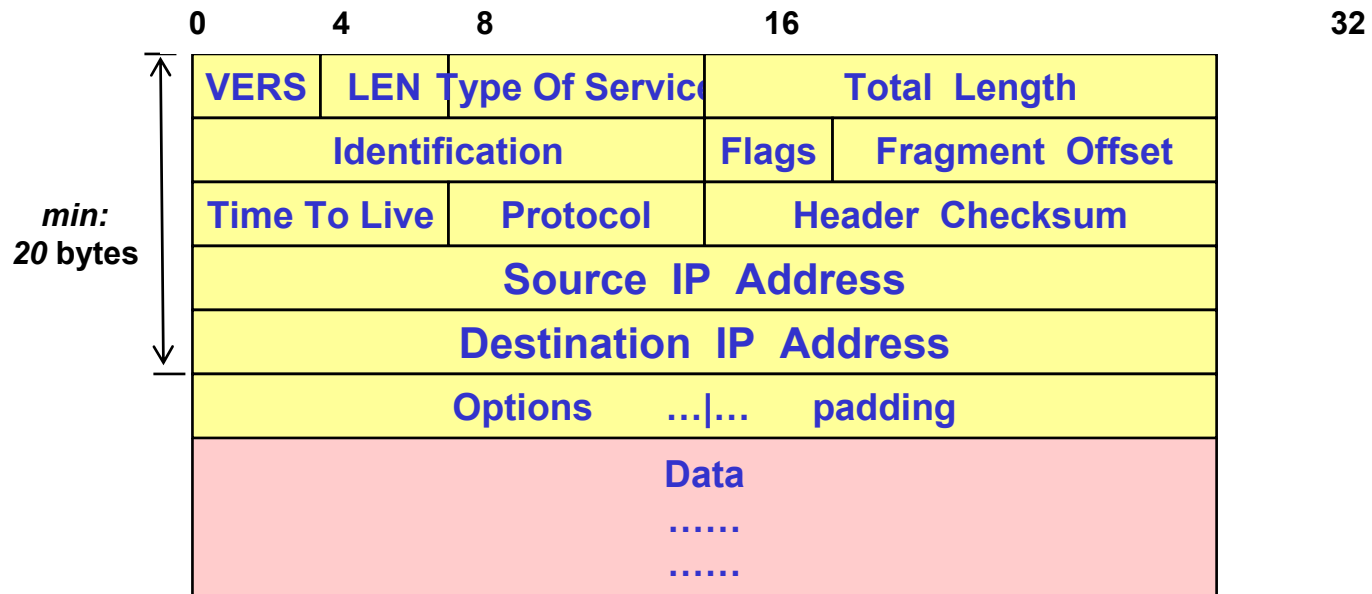 0 4 8 16 32
VERS LEN Type Of Service Total Length
Identification Flags Fragment Offset
Time To Live Protocol Header Checksum
min:
20 bytes
Source IP Address
Destination IP Address
Options ...|... padding
Data
......
......